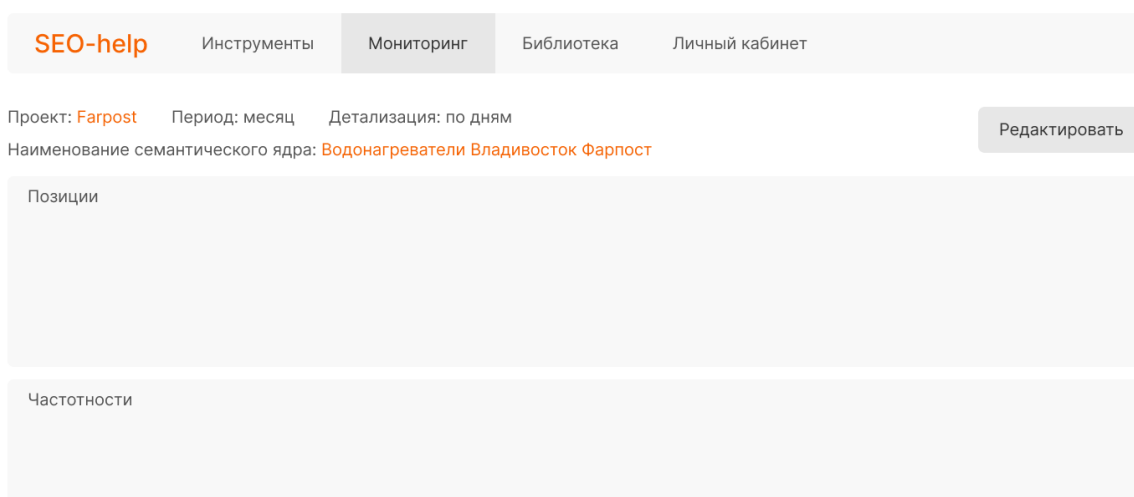 SEO-help Инструменты Мониторинг Библиотека Личный кабинет
Проект: Farpost Период: месяц Детализация: по дням
Редактировать
Наименование семантического ядра: Водонагреватели Владивосток Фарпост
Позиции
Частотности